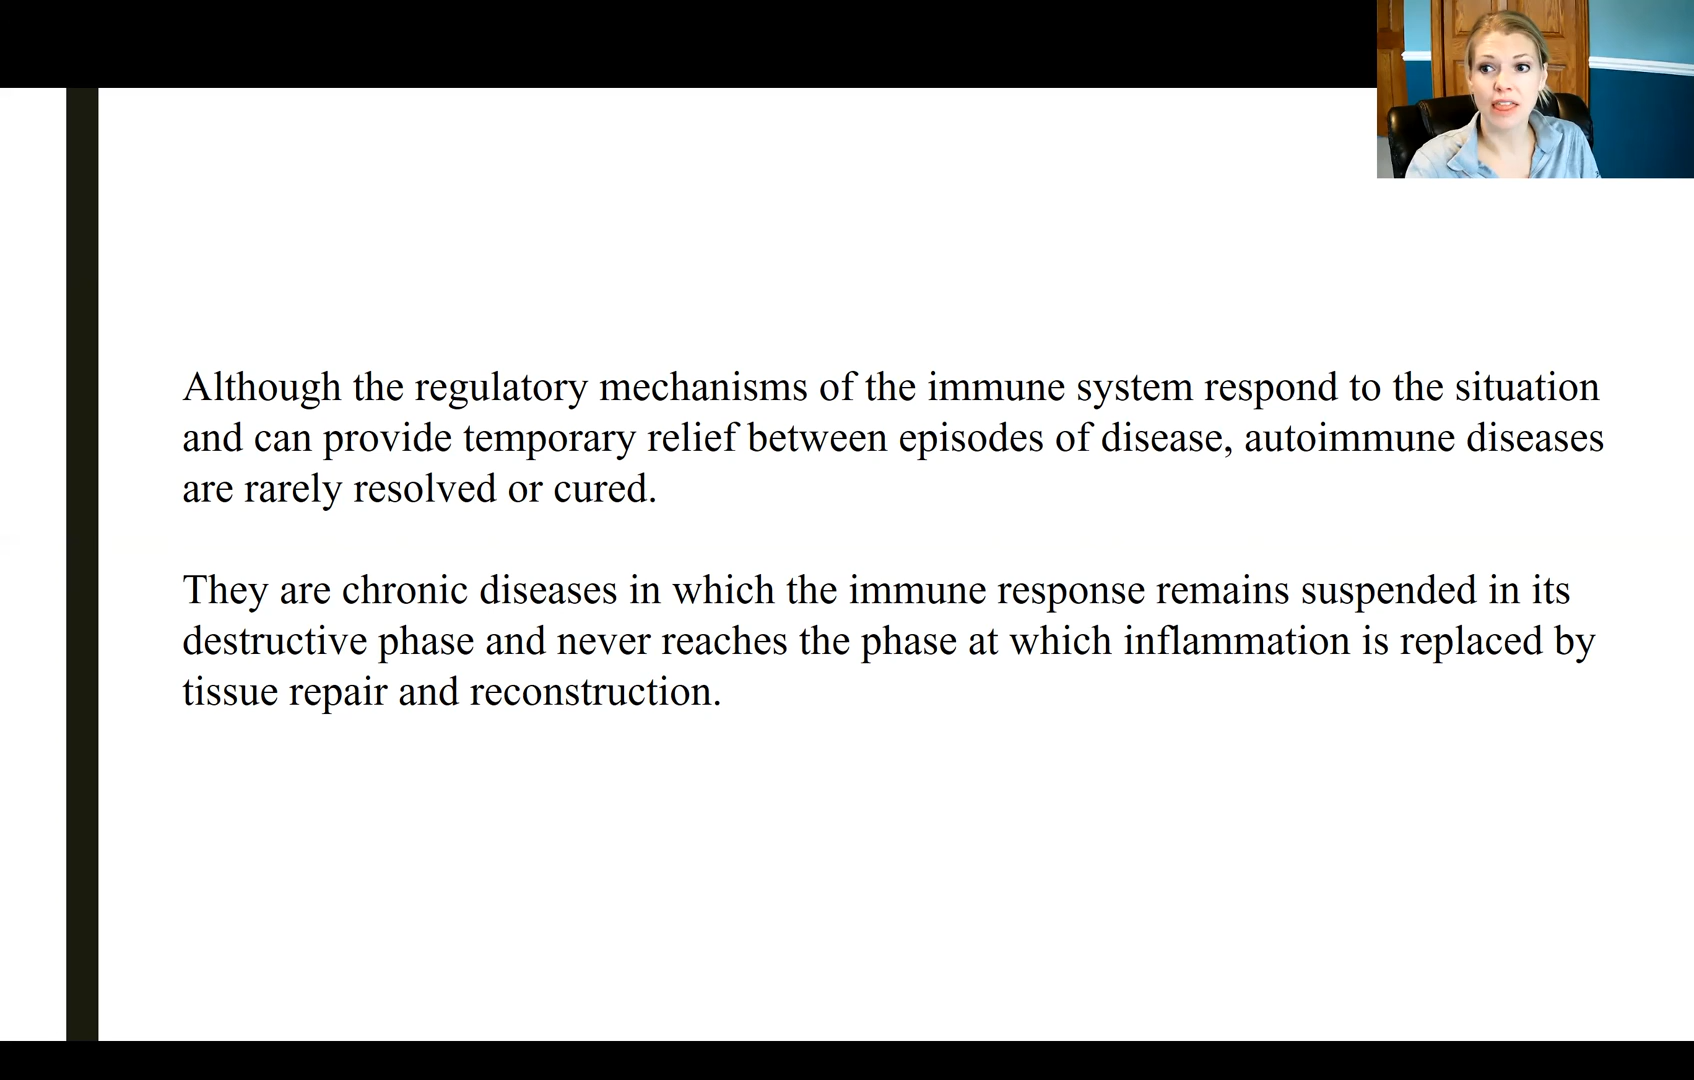 Although the regulatory mechanisms of the immune system respond to the situation
and can provide temporary relief between episodes of disease, autoimmune diseases
are rarely resolved or cured.
They are chronic diseases in which the immune response remains suspended in its
destructive phase and never reaches the phase at which inflammation is replaced by
tissue repair and reconstruction.